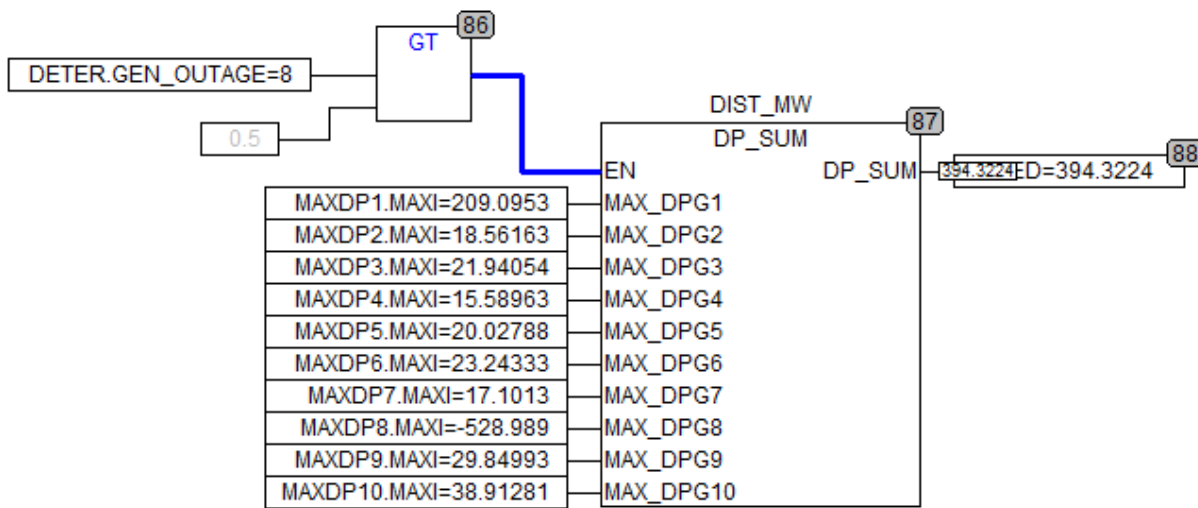 86
GT
DETER.GEN_OUTAGE=8
0.5
DIST_MW
87
DP_SUM
88
EN
DP_SUM
394.3224
ED=394.3224
MAXDP1.MAXI=209.0953
MAX_DPG1
MAXDP2.MAXI=18.56163
MAX_DPG2
MAXDP3.MAXI=21.94054
MAX_DPG3
MAXDP4.MAXI=15.58963
MAX_DPG4
MAXDP5.MAXI=20.02788
MAX_DPG5
MAXDP6.MAXI=23.24333
MAX_DPG6
MAXDP7.MAXI=17.1013
MAX_DPG7
MAXDP8.MAXI=-528.989
MAX_DPG8
MAXDP9.MAXI=29.84993
MAX_DPG9
MAXDP10.MAXI=38.91281
MAX_DPG10